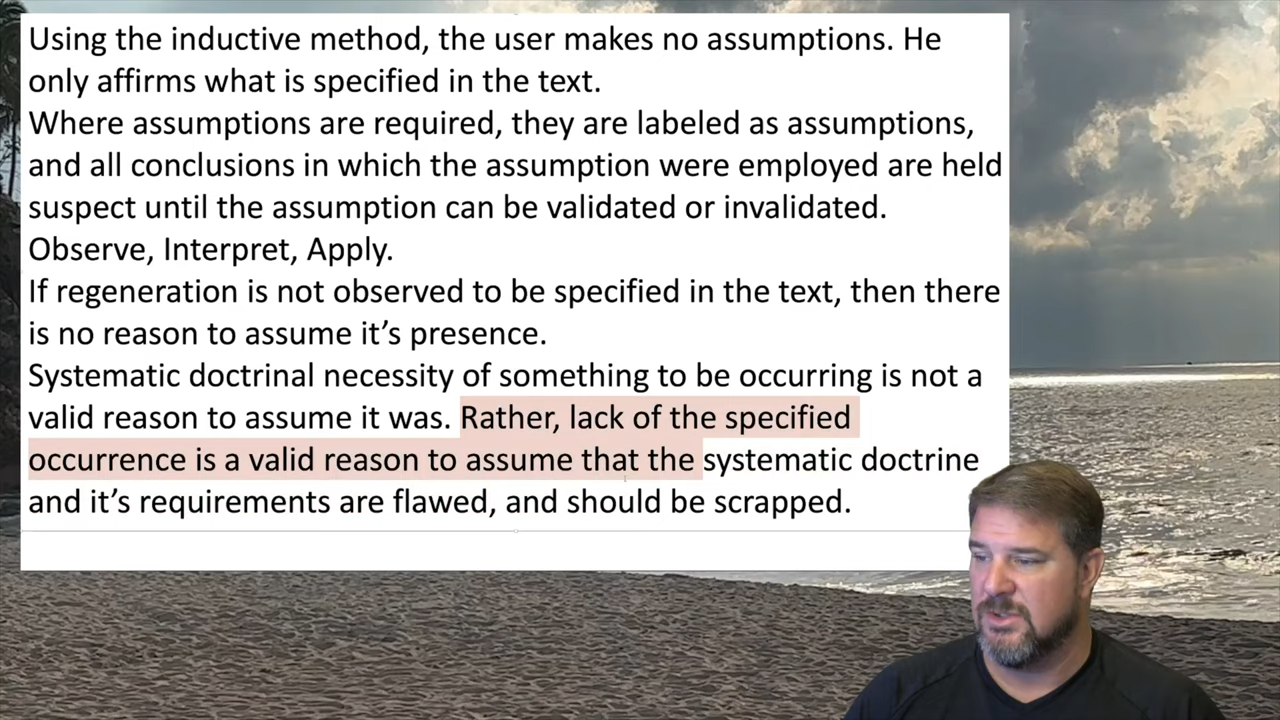 Using the inductive method, the user makes no assumptions. He
only affirms what is specified in the text.
Where assumptions are required, they are labeled as assumptions,
and all conclusions in which the assumption were employed are held
suspect until the assumption can be validated or invalidated.
Observe, Interpret, Apply.
If regeneration is not observed to be specified in the text, then there
is no reason to assume it’s presence.
Systematic doctrinal necessity of something to be occurring is not a
valid reason to assume it was. Rather, lack of the specified
occurrence is a valid reason to assume that the systematic doctrine
and it’s requirements are flawed, and should be scrapped.